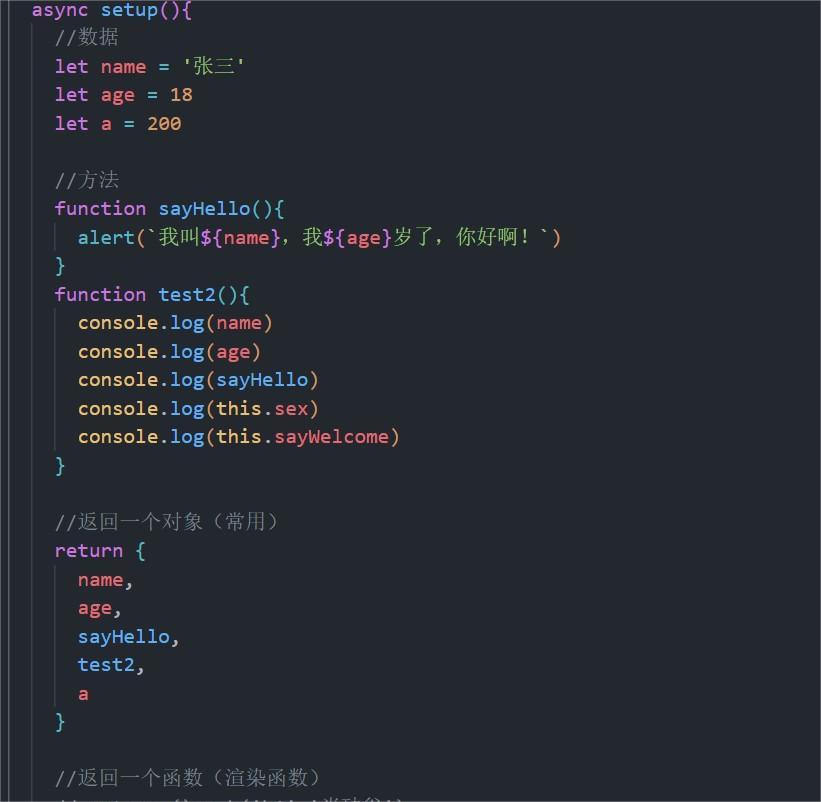 async setup(){
//数据
let name = '张三'
let age = 18
let a = 200
//方法
function sayHello(){
alert(`我叫${name}，我${age}岁了，你好啊！`)
}
function test2(){
console.log(name)
console.log(age)
console.log(sayHello)
console.log(this.sex)
console.log(this.sayWelcome)
}
//返回一个对象（常用）
return {
name,
age,
sayHello,
test2,
a
}
//返回一个函数（渲染函数）